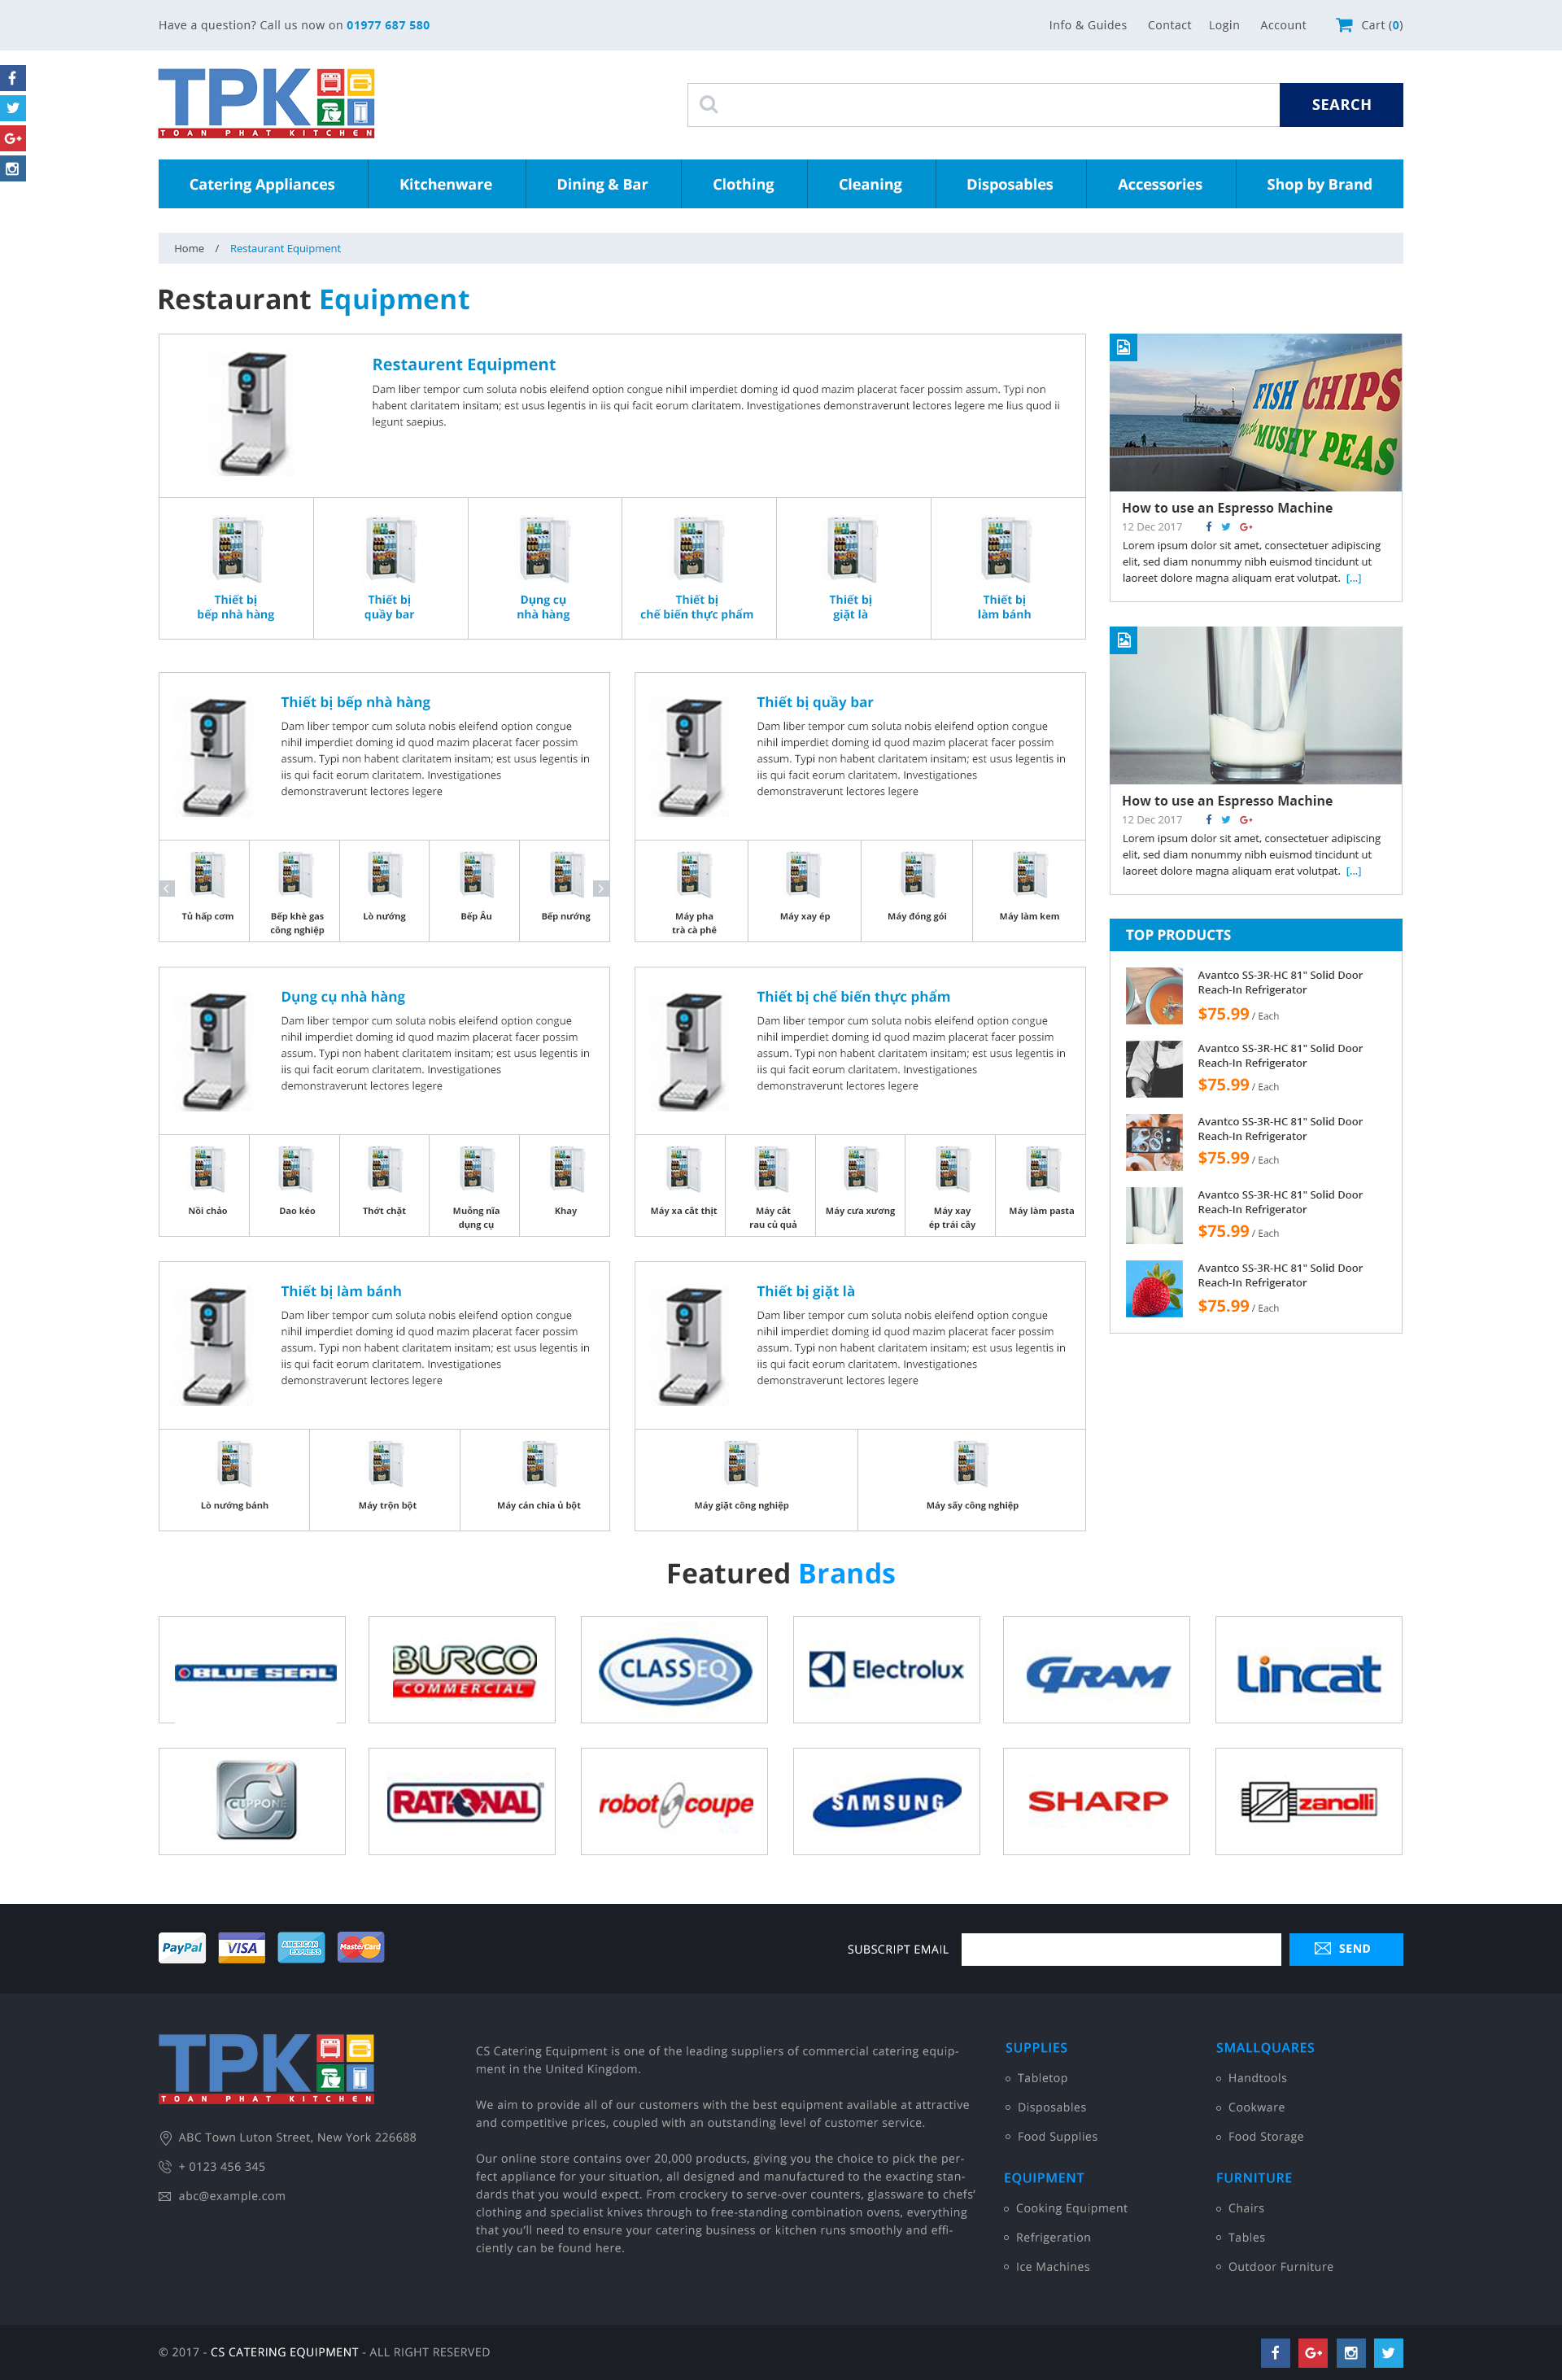 Have a question? Call us now on 01977 687 580
Info & Guides Contact Login Account Cart (0)
TPK
TOAN PHAT KITCHEN
SEARCH
Catering Appliances Kitchenware Dining & Bar Clothing Cleaning Disposables Accessories Shop by Brand
Home / Restaurant Equipment
Restaurant Equipment
Restaurent Equipment
Dam liber tempor cum soluta nobis eleifend option congue nihil imperdiet doming id quod mazim placerat facer possim assum. Typi non
habent claritatem insitam; est usus legentis in iis qui facit eorum claritatem. Investigationes demonstraverunt lectores legere me lius quod ii
legunt saepius.
Thiết bị
bếp nhà hàng
Thiết bị
quầy bar
Dụng cụ
nhà hàng
Thiết bị
chế biến thực phẩm
Thiết bị
giặt là
Thiết bị
làm bánh
Thiết bị bếp nhà hàng
Dam liber tempor cum soluta nobis eleifend option congue
nihil imperdiet doming id quod mazim placerat facer possim
assum. Typi non habent claritatem insitam; est usus legentis in
iis qui facit eorum claritatem. Investigationes
demonstraverunt lectores legere
Tủ hấp cơm
Bếp khè gas
công nghiệp
Lò nướng
Bếp Âu
Bếp nướng
Thiết bị quầy bar
Dam liber tempor cum soluta nobis eleifend option congue
nihil imperdiet doming id quod mazim placerat facer possim
assum. Typi non habent claritatem insitam; est usus legentis in
iis qui facit eorum claritatem. Investigationes
demonstraverunt lectores legere
Máy pha
trà cà phê
Máy xay ép
Máy đóng gói
Máy làm kem
Dụng cụ nhà hàng
Dam liber tempor cum soluta nobis eleifend option congue
nihil imperdiet doming id quod mazim placerat facer possim
assum. Typi non habent claritatem insitam; est usus legentis in
iis qui facit eorum claritatem. Investigationes
demonstraverunt lectores legere
Nồi chảo
Dao kéo
Thớt chặt
Muỗng nĩa
dụng cụ
Khay
Thiết bị chế biến thực phẩm
Dam liber tempor cum soluta nobis eleifend option congue
nihil imperdiet doming id quod mazim placerat facer possim
assum. Typi non habent claritatem insitam; est usus legentis in
iis qui facit eorum claritatem. Investigationes
demonstraverunt lectores legere
Máy xa cắt thịt
Máy cắt
rau củ quả
Máy cưa xương
Máy xay
ép trái cây
Máy làm pasta
Thiết bị làm bánh
Dam liber tempor cum soluta nobis eleifend option congue
nihil imperdiet doming id quod mazim placerat facer possim
assum. Typi non habent claritatem insitam; est usus legentis in
iis qui facit eorum claritatem. Investigationes
demonstraverunt lectores legere
Lò nướng bánh
Máy trộn bột
Máy cán chia ủ bột
Thiết bị giặt là
Dam liber tempor cum soluta nobis eleifend option congue
nihil imperdiet doming id quod mazim placerat facer possim
assum. Typi non habent claritatem insitam; est usus legentis in
iis qui facit eorum claritatem. Investigationes
demonstraverunt lectores legere
Máy giặt công nghiệp
Máy sấy công nghiệp
FISH CHIPS
With MUSHY PEAS
How to use an Espresso Machine
12 Dec 2017
Lorem ipsum dolor sit amet, consectetuer adipiscing
elit, sed diam nonummy nibh euismod tincidunt ut
laoreet dolore magna aliquam erat volutpat. [...]
How to use an Espresso Machine
12 Dec 2017
Lorem ipsum dolor sit amet, consectetuer adipiscing
elit, sed diam nonummy nibh euismod tincidunt ut
laoreet dolore magna aliquam erat volutpat. [...]
TOP PRODUCTS
Avantco SS-3R-HC 81" Solid Door
Reach-In Refrigerator
$75.99 / Each
Avantco SS-3R-HC 81" Solid Door
Reach-In Refrigerator
$75.99 / Each
Avantco SS-3R-HC 81" Solid Door
Reach-In Refrigerator
$75.99 / Each
Avantco SS-3R-HC 81" Solid Door
Reach-In Refrigerator
$75.99 / Each
Avantco SS-3R-HC 81" Solid Door
Reach-In Refrigerator
$75.99 / Each
Featured Brands
BLUE SEAL
BURCO
COMMERCIAL
CLASSEQ
Electrolux
GRAM
Lincat
CUPPONE
RATIONAL
robot coupe
SAMSUNG
SHARP
zanolli
PayPal
VISA
AMERICAN
EXPRESS
MasterCard
SUBSCRIPT EMAIL
SEND
TPK
TOAN PHAT KITCHEN
ABC Town Luton Street, New York 226688
+ 0123 456 345
abc@example.com
CS Catering Equipment is one of the leading suppliers of commercial catering equip-
ment in the United Kingdom.
We aim to provide all of our customers with the best equipment available at attractive
and competitive prices, coupled with an outstanding level of customer service.
Our online store contains over 20,000 products, giving you the choice to pick the per-
fect appliance for your situation, all designed and manufactured to the exacting stan-
dards that you would expect. From crockery to serve-over counters, glassware to chefs’
clothing and specialist knives through to free-standing combination ovens, everything
that you’ll need to ensure your catering business or kitchen runs smoothly and effi-
ciently can be found here.
SUPPLIES
Tabletop
Disposables
Food Supplies
SMALLQUARES
Handtools
Cookware
Food Storage
EQUIPMENT
Cooking Equipment
Refrigeration
Ice Machines
FURNITURE
Chairs
Tables
Outdoor Furniture
© 2017 - CS CATERING EQUIPMENT - ALL RIGHT RESERVED